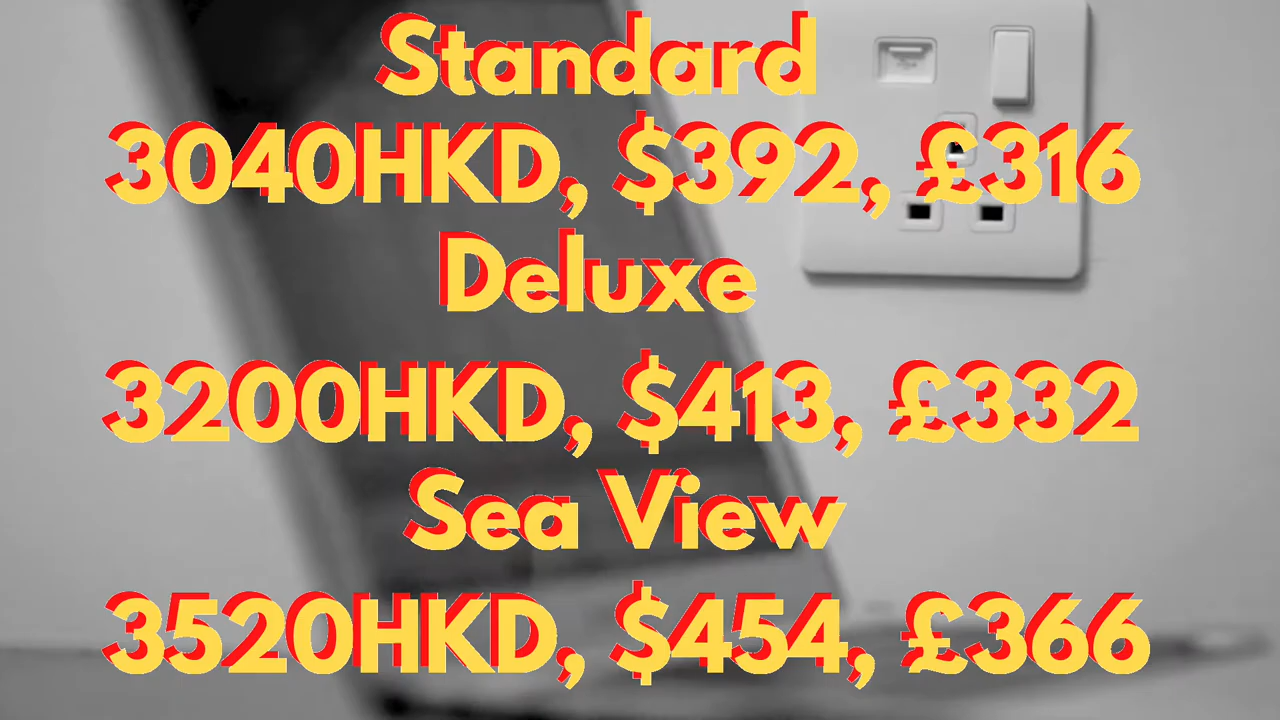 Standard
3040HKD, $392, £316
Deluxe
3200HKD, $413, £332
Sea View
3520HKD, $454, £366